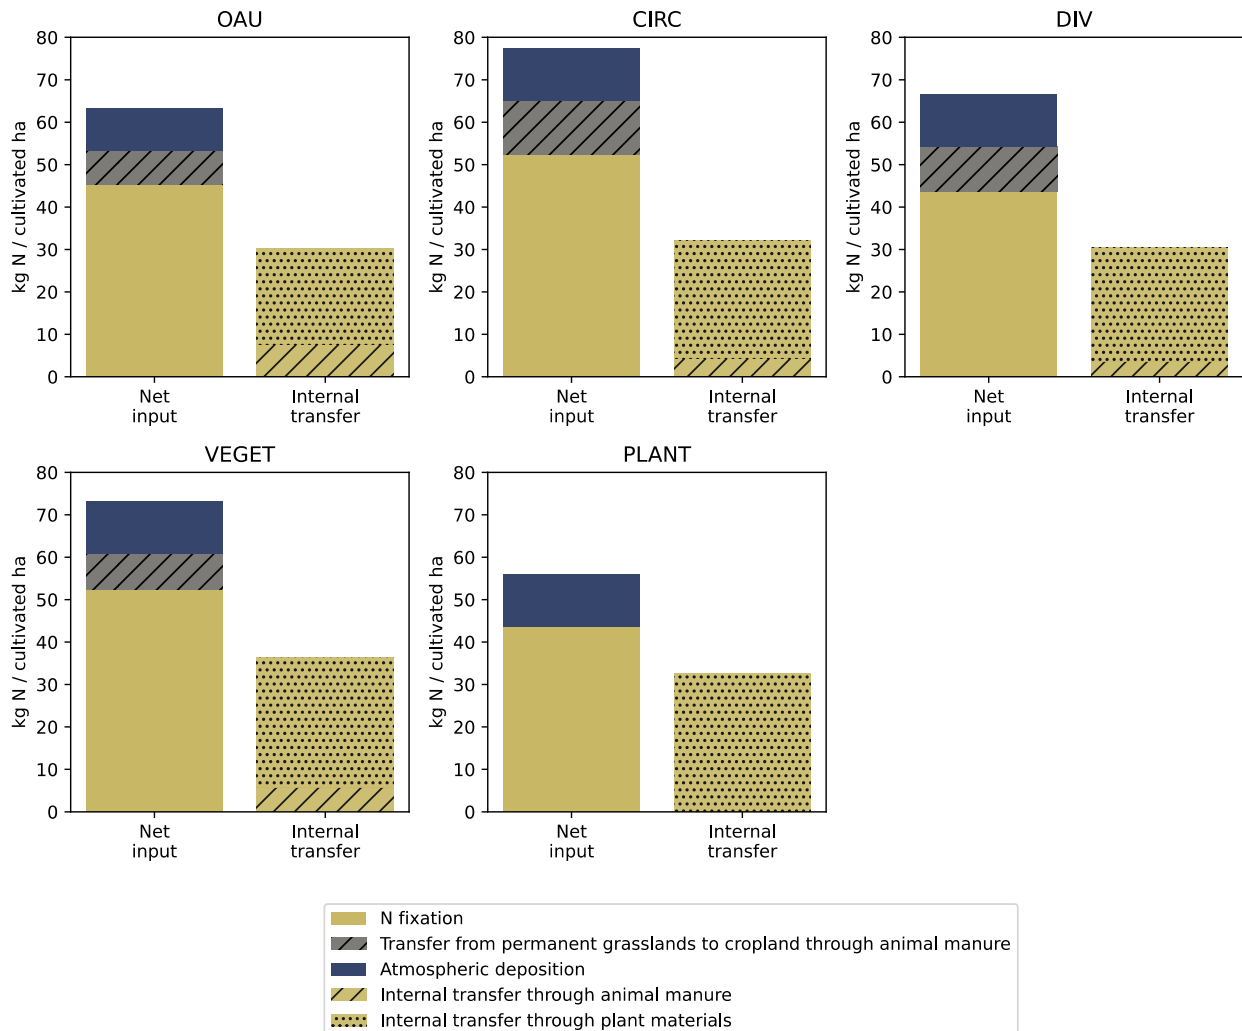 OAU
CIRC
DIV
kg N / cultivated ha
80
70
60
50
40
30
20
10
0
Net
input
Internal
transfer
kg N / cultivated ha
80
70
60
50
40
30
20
10
0
Net
input
Internal
transfer
kg N / cultivated ha
80
70
60
50
40
30
20
10
0
Net
input
Internal
transfer
VEGET
PLANT
kg N / cultivated ha
80
70
60
50
40
30
20
10
0
Net
input
Internal
transfer
kg N / cultivated ha
80
70
60
50
40
30
20
10
0
Net
input
Internal
transfer
N fixation
Transfer from permanent grasslands to cropland through animal manure
Atmospheric deposition
Internal transfer through animal manure
Internal transfer through plant materials